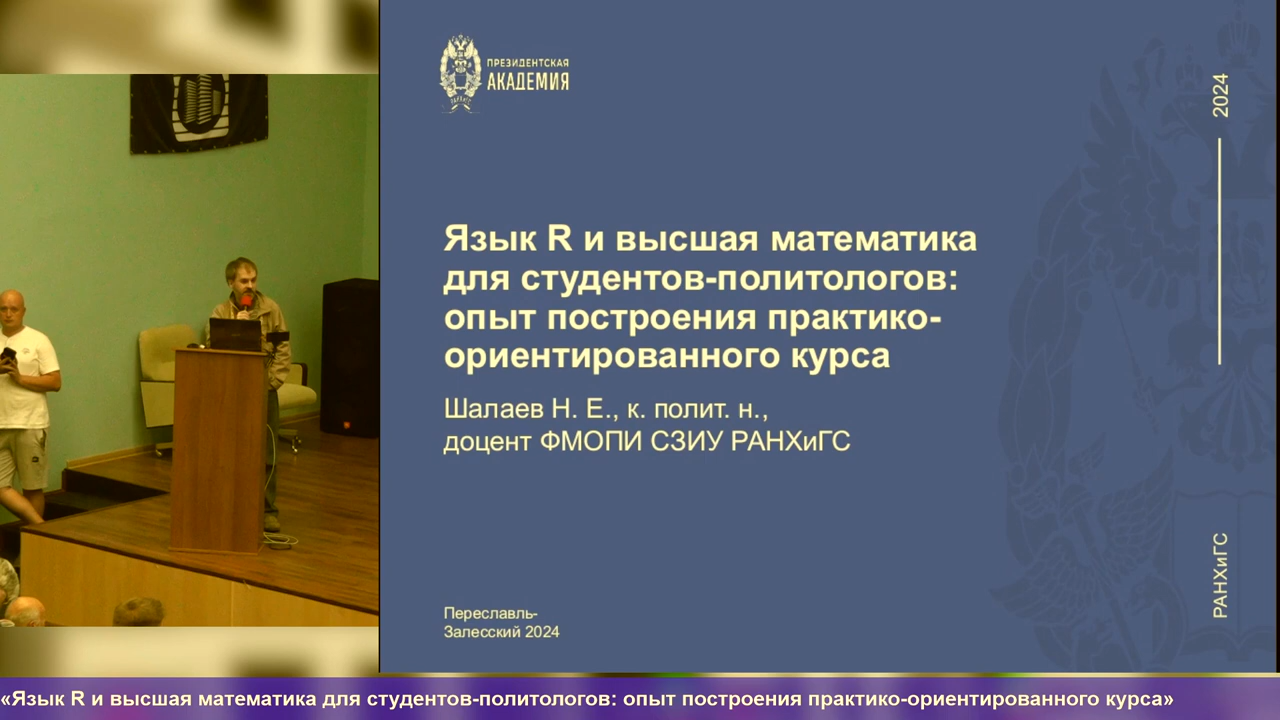 ПРЕЗИДЕНТСКАЯ
АКАДЕМИЯ
РАНХиГС
2024
Язык R и высшая математика
для студентов-политологов:
опыт построения практико-
ориентированного курса
Шалаев Н. Е., к. полит. н.,
доцент ФМОПИ СЗИУ РАНХиГС
Переславль-
Залесский 2024
РАНХиГС
«Язык R и высшая математика для студентов-политологов: опыт построения практико-ориентированного курса»